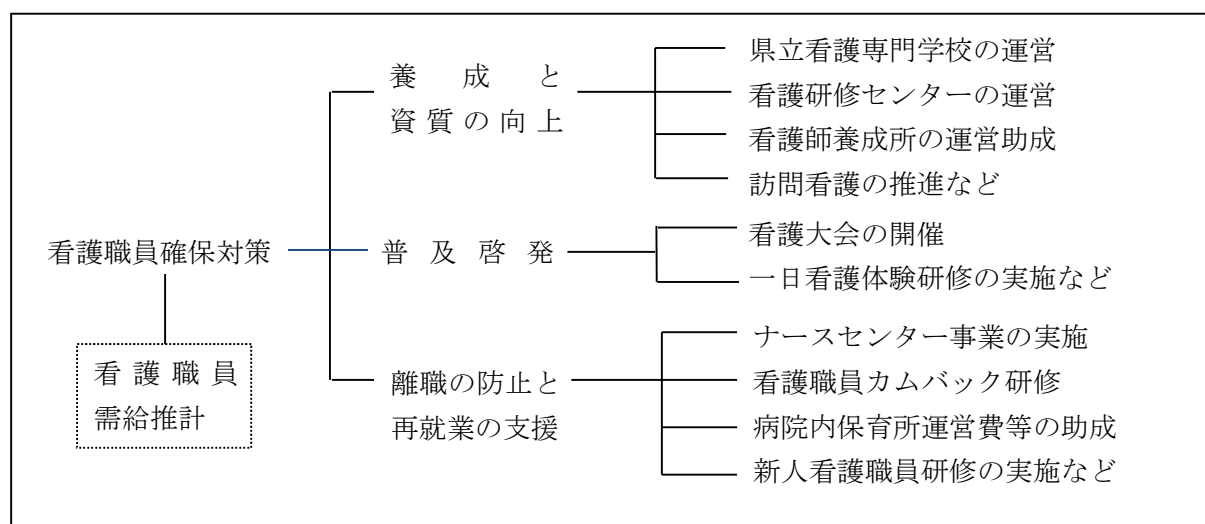 看護職員確保対策
看護職員
需給推計
養成と
資質の向上
県立看護専門学校の運営
看護研修センターの運営
看護師養成所の運営助成
訪問看護の推進など
普及啓発
看護大会の開催
一日看護体験研修の実施など
離職の防止と
再就業の支援
ナースセンター事業の実施
看護職員カムバック研修
病院内保育所運営費等の助成
新人看護職員研修の実施など